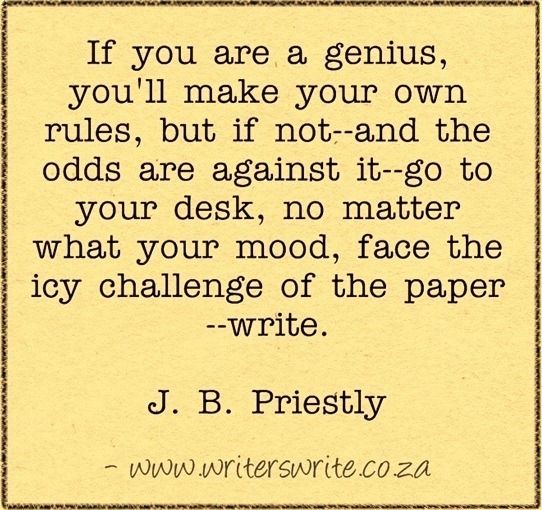 If you are a genius,
you'll make your own
rules, but if not--and the
odds are against it--go to
your desk, no matter
what your mood, face the
icy challenge of the paper
--write.
J. B. Priestly
- www.writerswrite.co.za